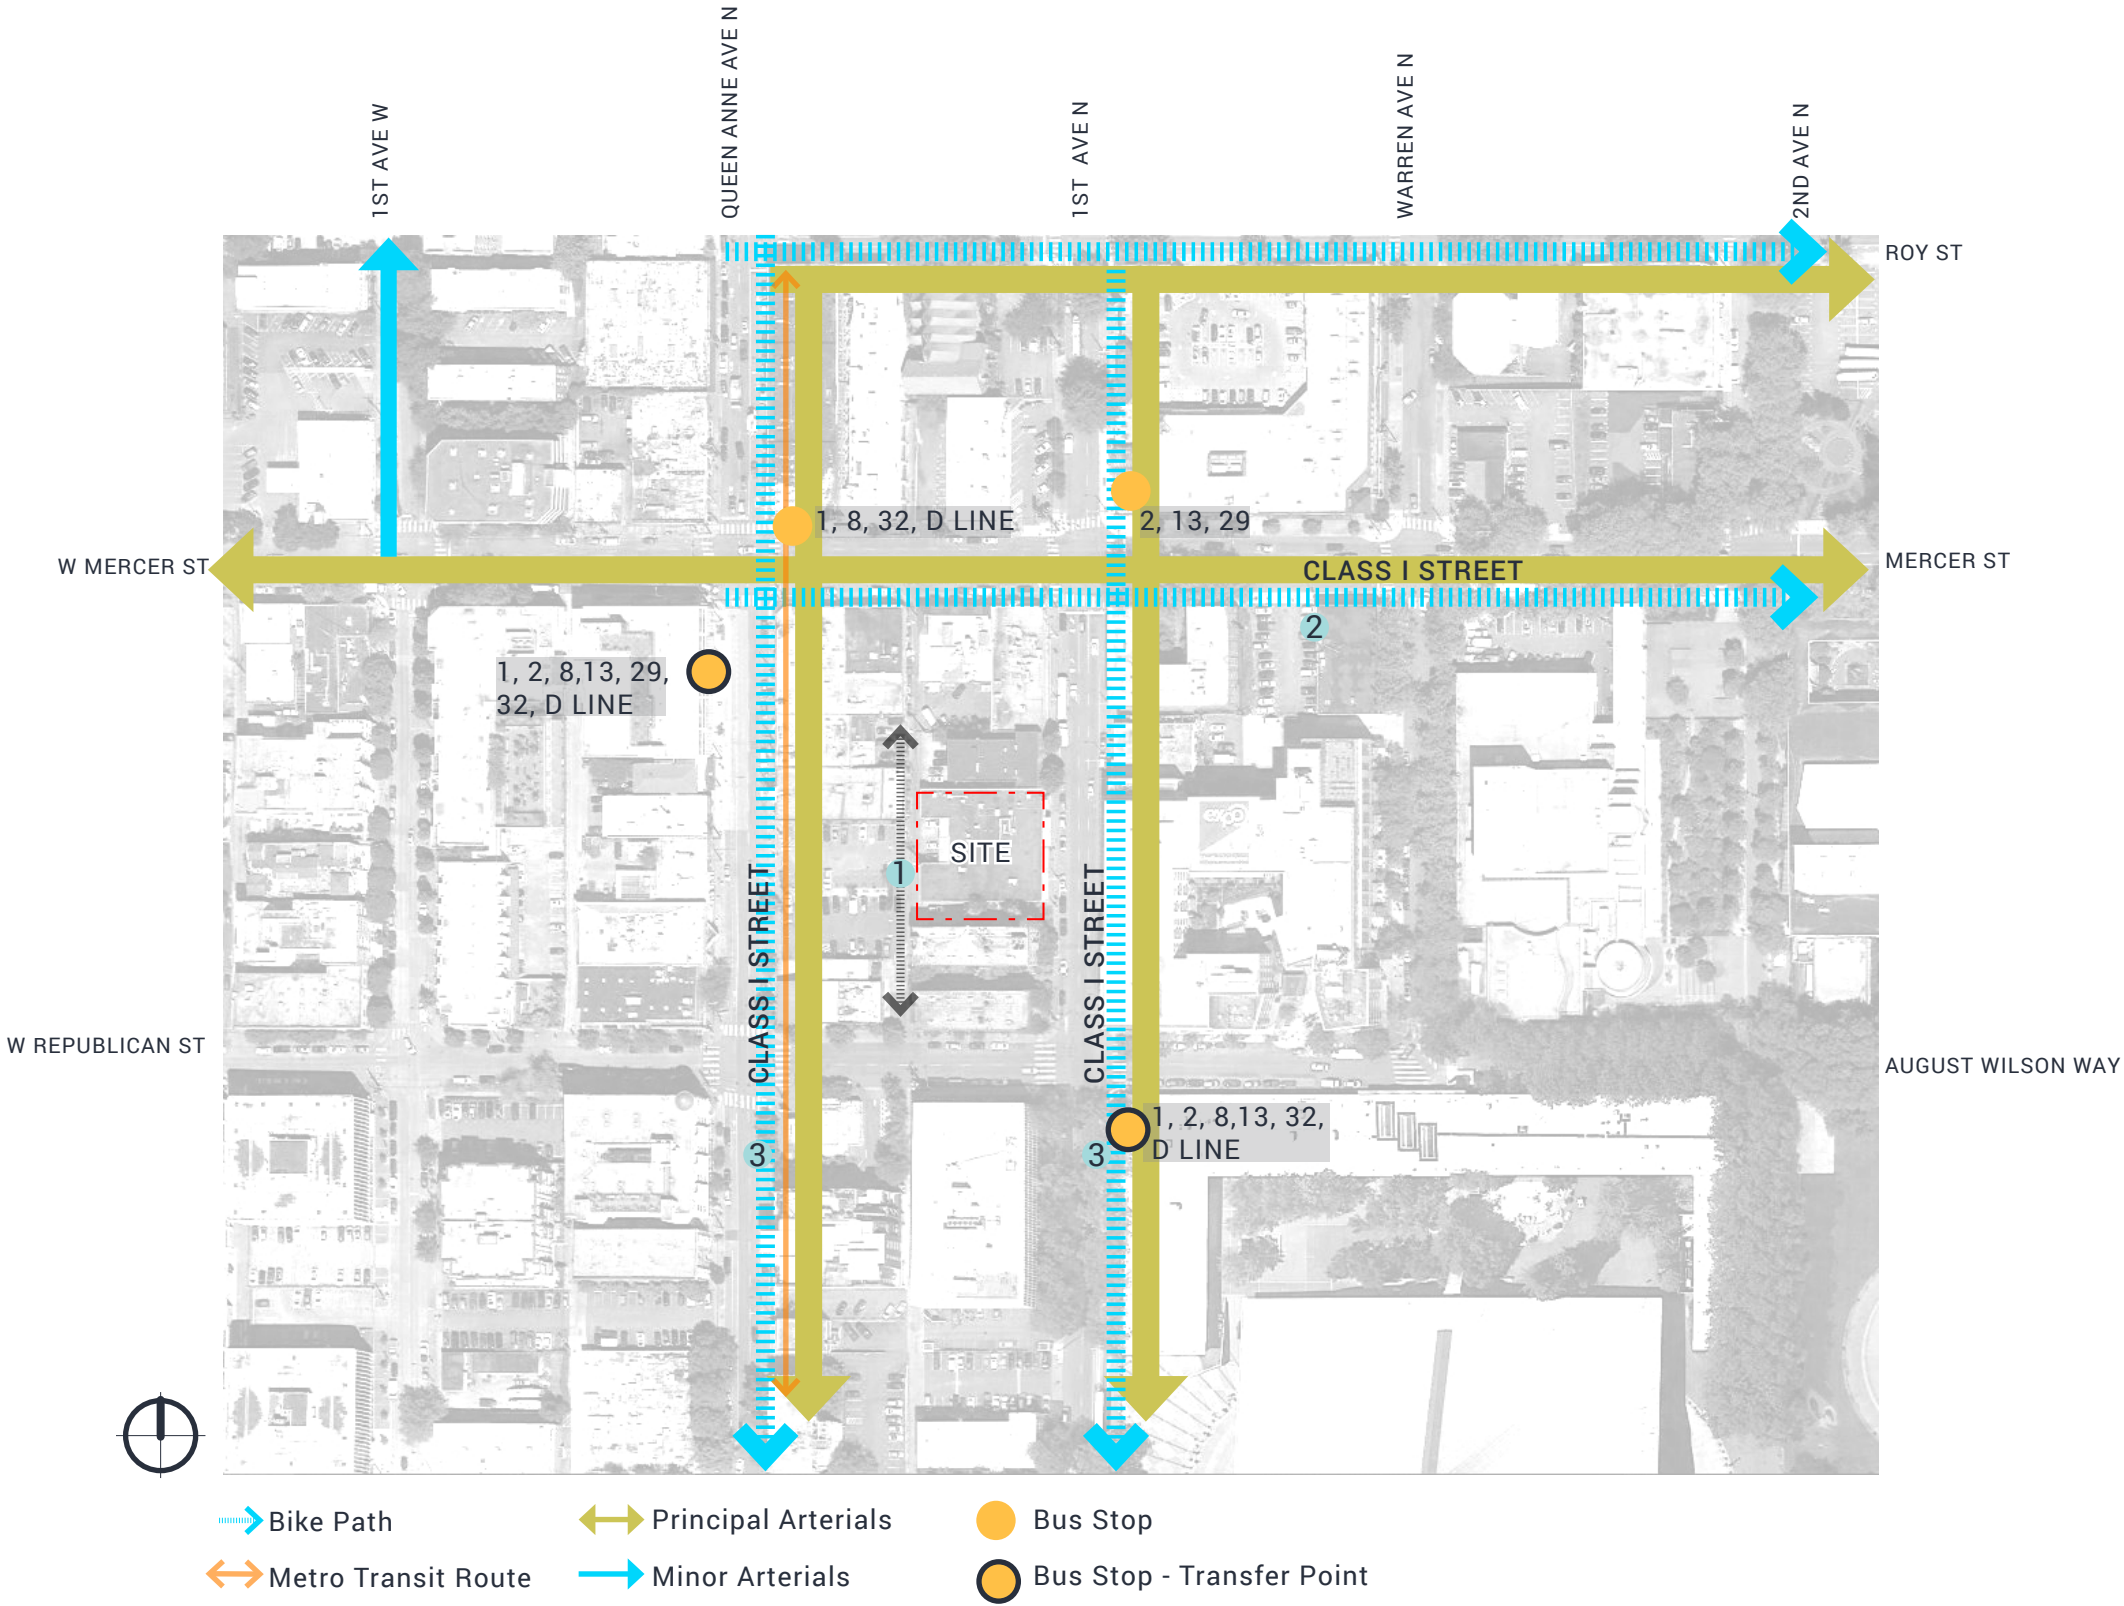 1ST AVE W
QUEEN ANNE AVE N
1ST AVE N
WARREN AVE N
2ND AVE N
ROY ST
1, 8, 32, D LINE
2, 13, 29
W MERCER ST
CLASS I STREET
MERCER ST
2
1, 2, 8,13, 29,
32, D LINE
expo
SITE
1
CLASS I STREET
CLASS I STREET
W REPUBLICAN ST
AUGUST WILSON WAY
1, 2, 8,13, 32,
D LINE
3
3
Bike Path
Principal Arterials
Bus Stop
Metro Transit Route
Minor Arterials
Bus Stop - Transfer Point